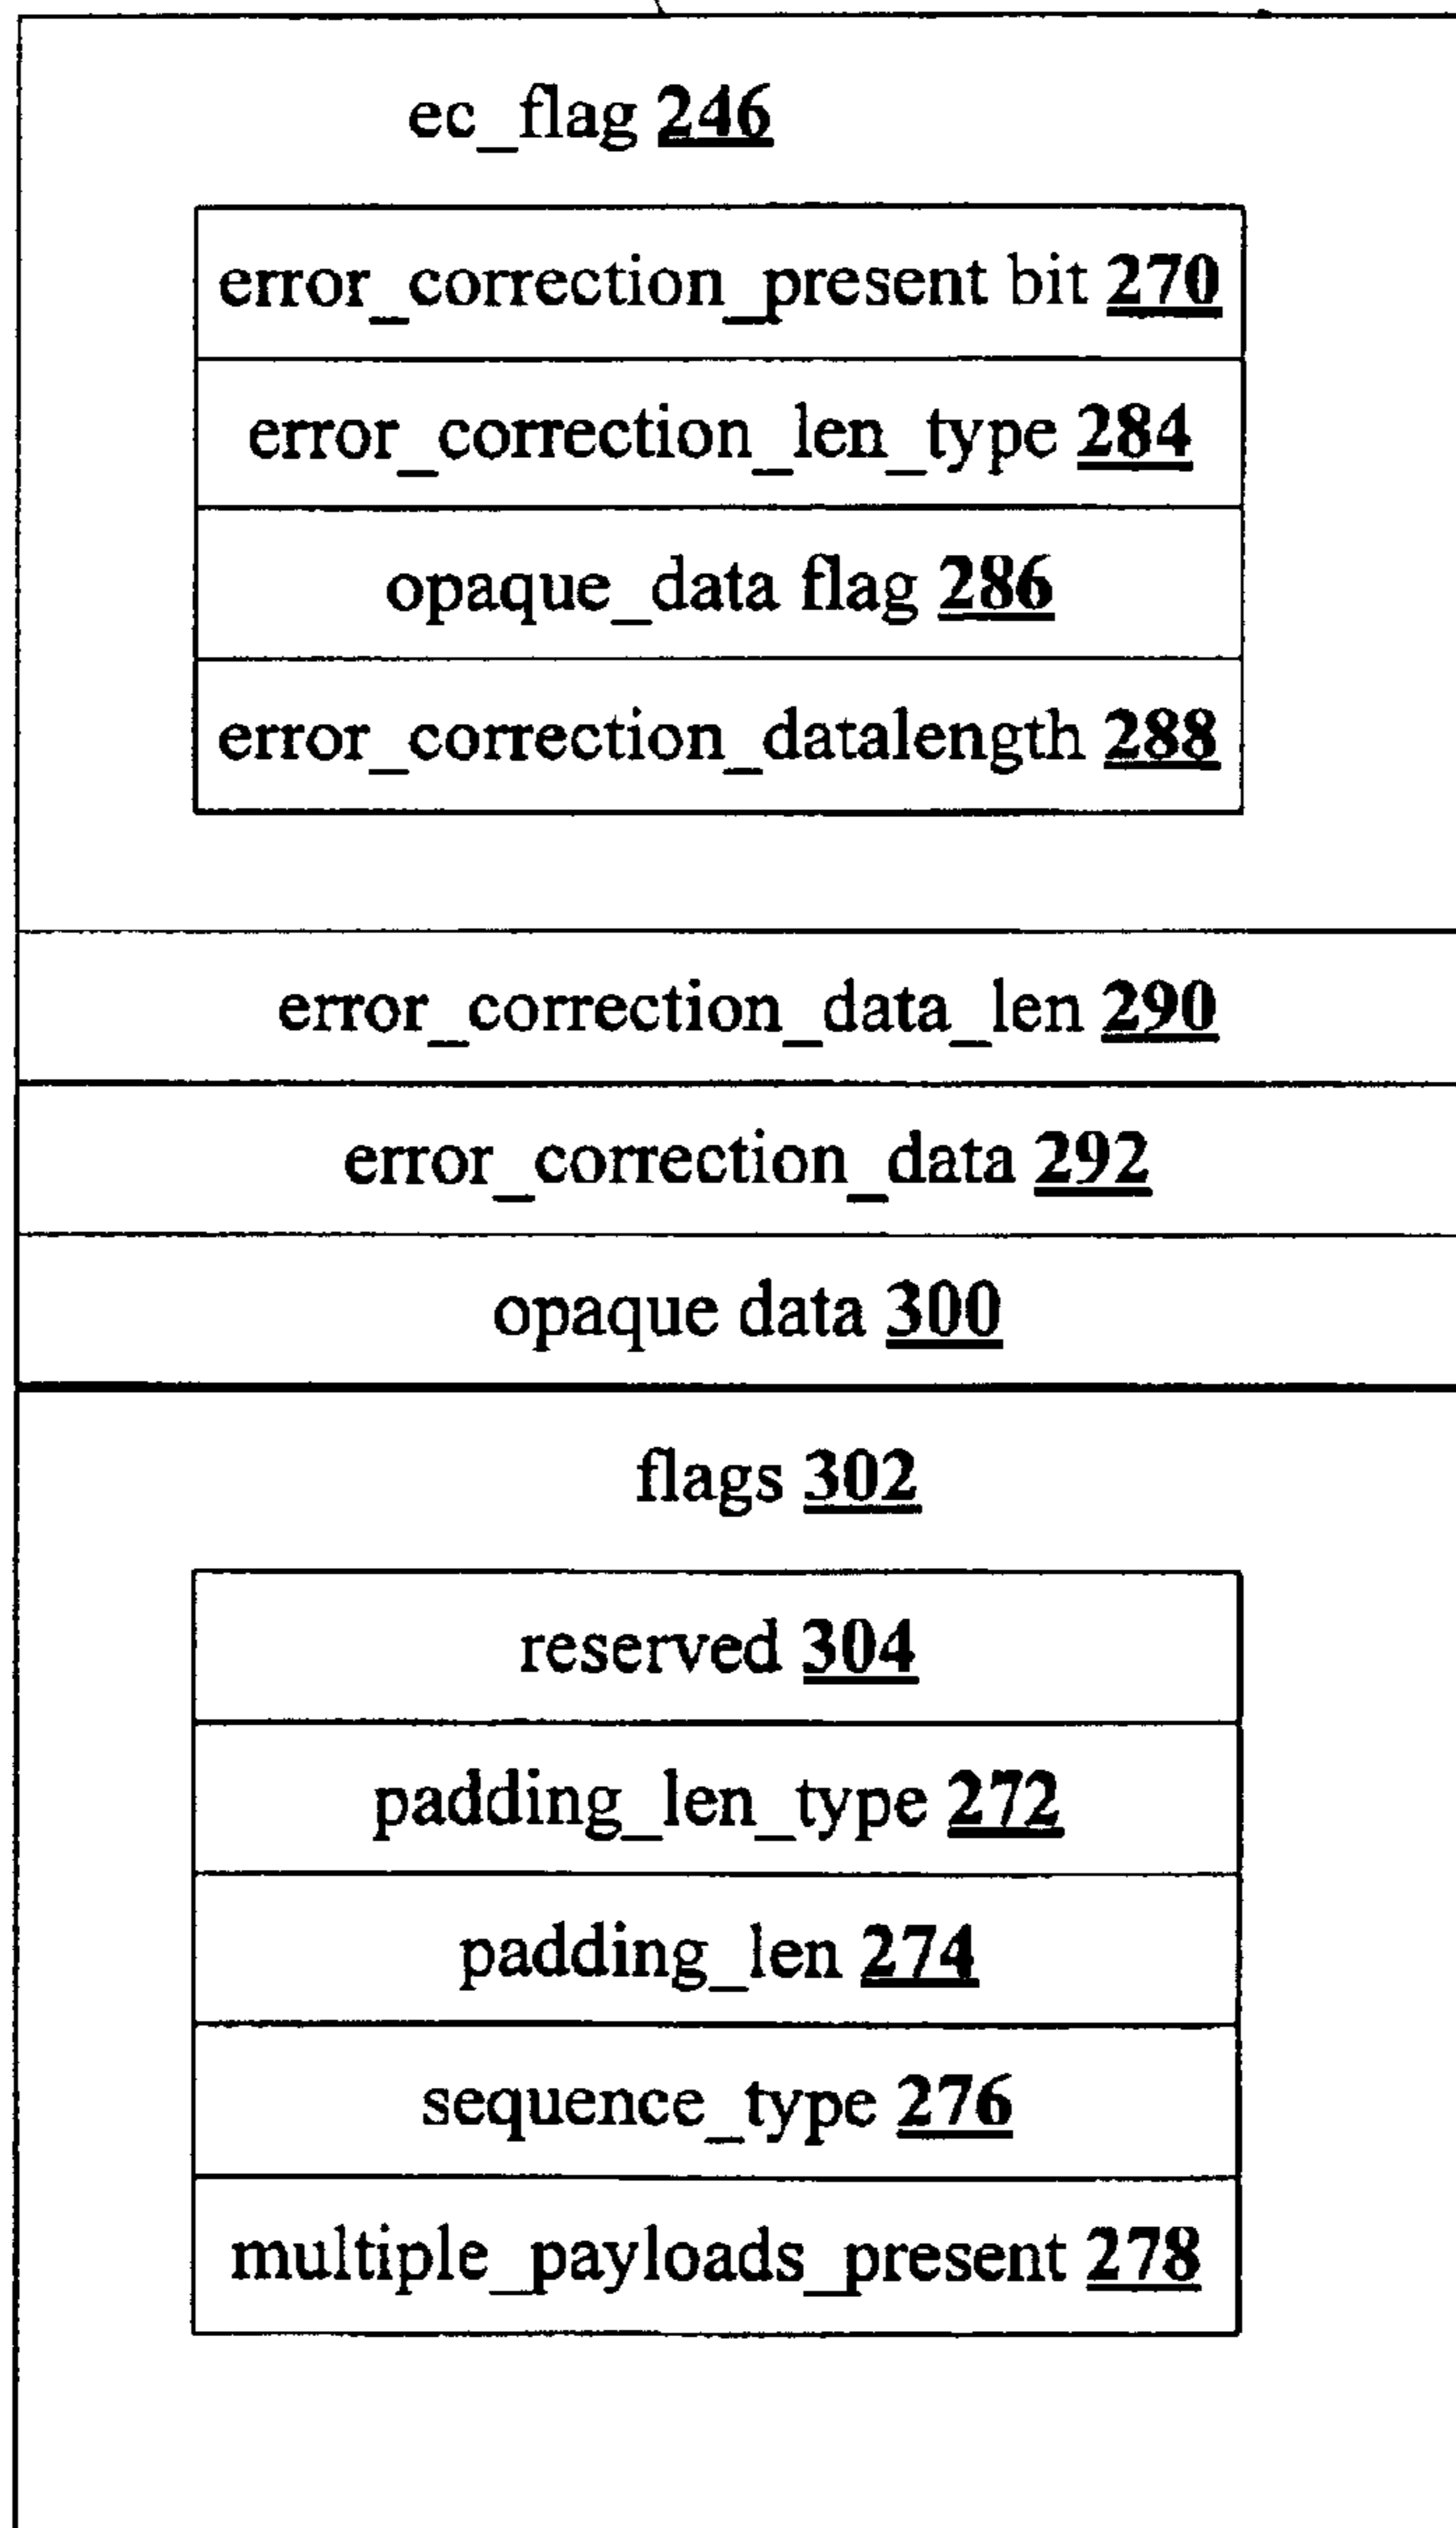 ec_flag 246
error_correction_present bit 270
error_correction_len_type 284
opaque_data flag 286
error_correction_datalength 288
error_correction_data_len 290
error_correction_data 292
opaque data 300
flags 302
reserved 304
padding_len_type 272
padding_len 274
sequence_type 276
multiple_payloads_present 278